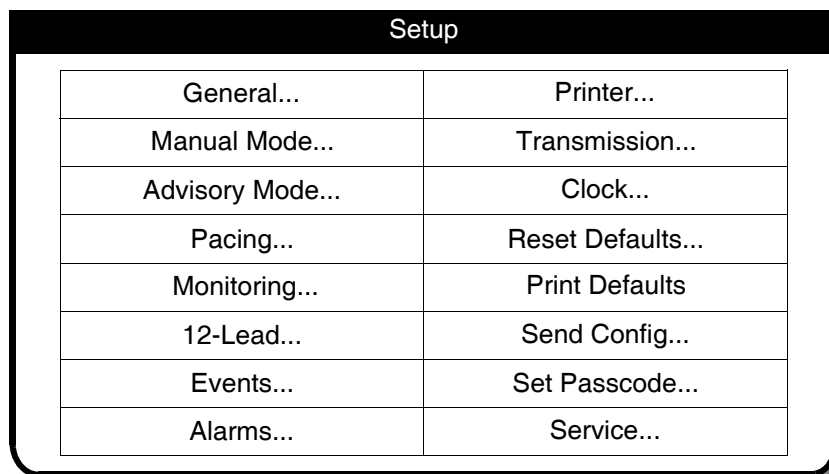 Setup
General... Printer...
Manual Mode... Transmission...
Advisory Mode... Clock...
Pacing... Reset Defaults...
Monitoring... Print Defaults
12-Lead... Send Config...
Events... Set Passcode...
Alarms... Service...